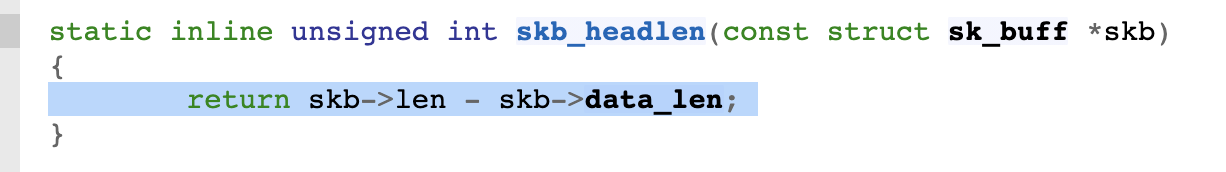 static inline unsigned int skb_headlen(const struct sk_buff *skb)
{
        return skb->len - skb->data_len;
}